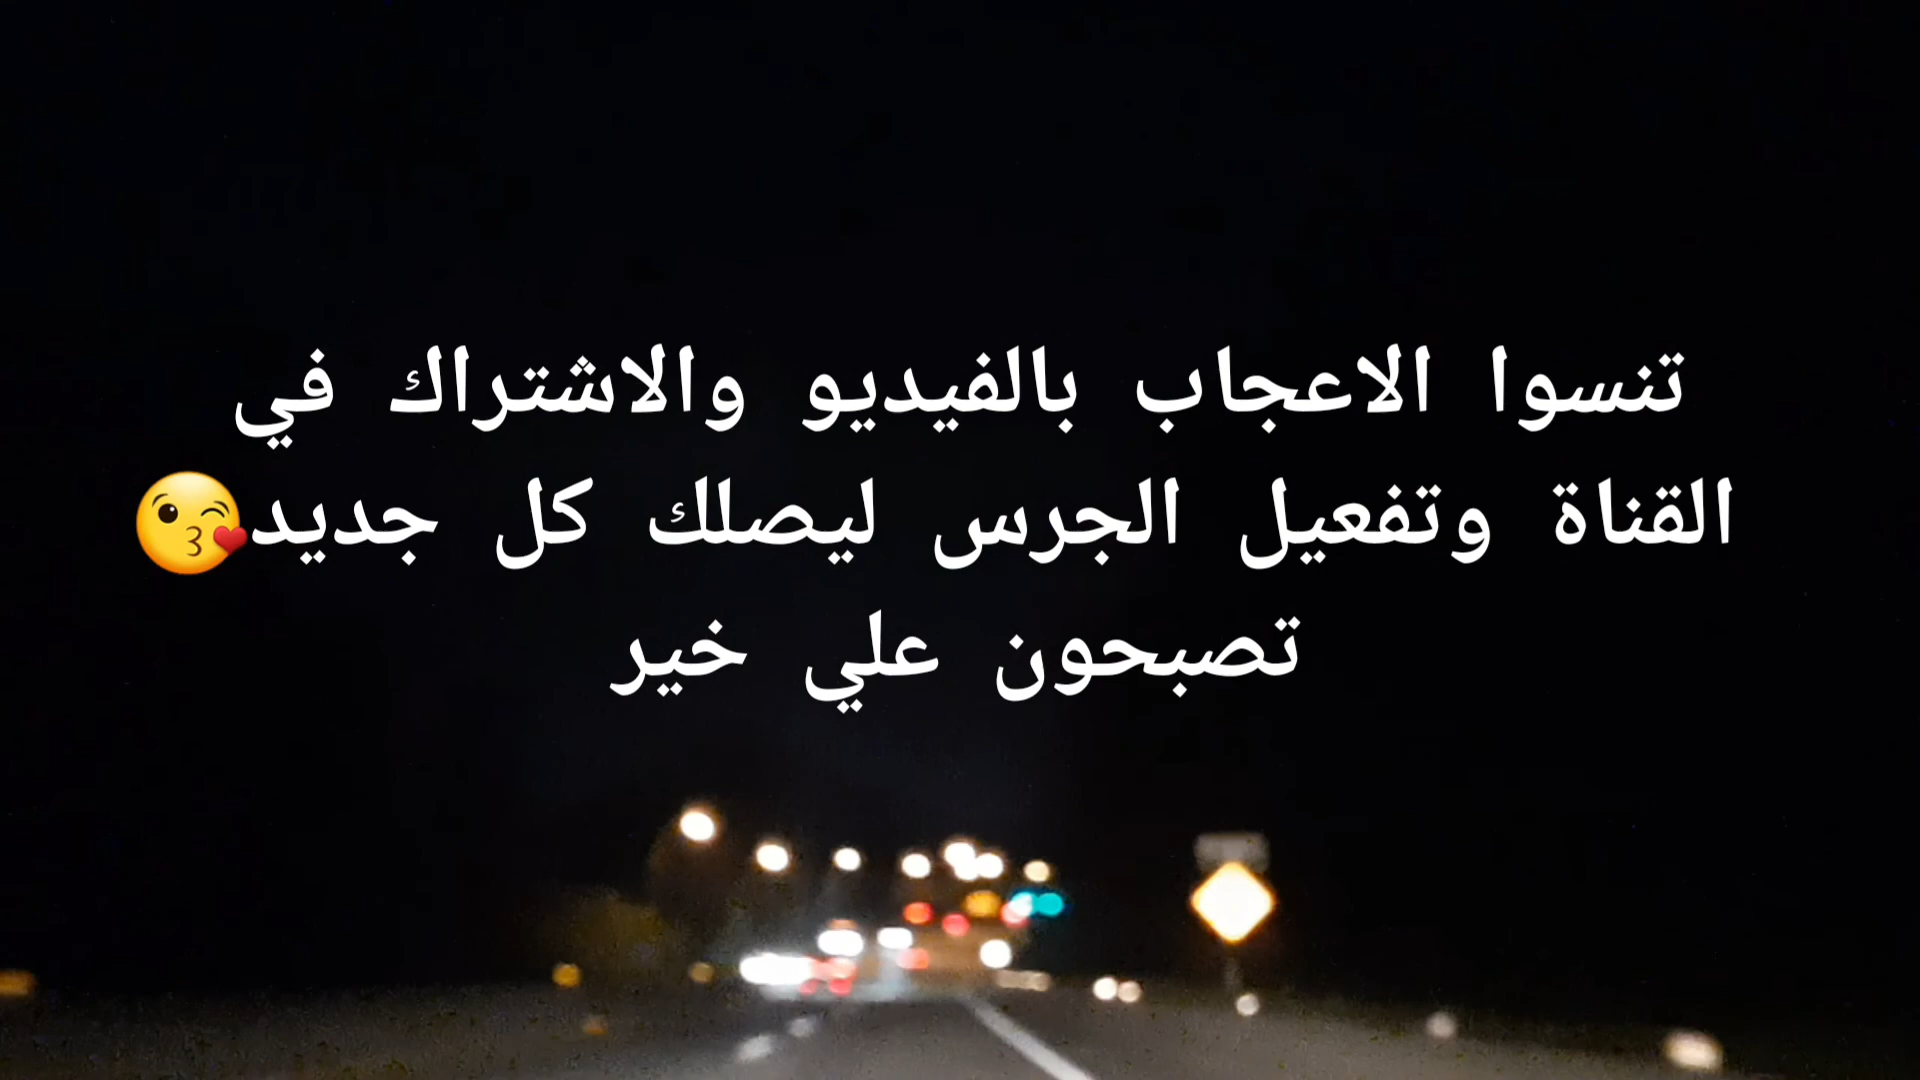 تنسوا الاعجاب بالفيديو والاشتراك في
القناة وتفعيل الجرس ليصلك كل جديد😘
تصبحون علي خير